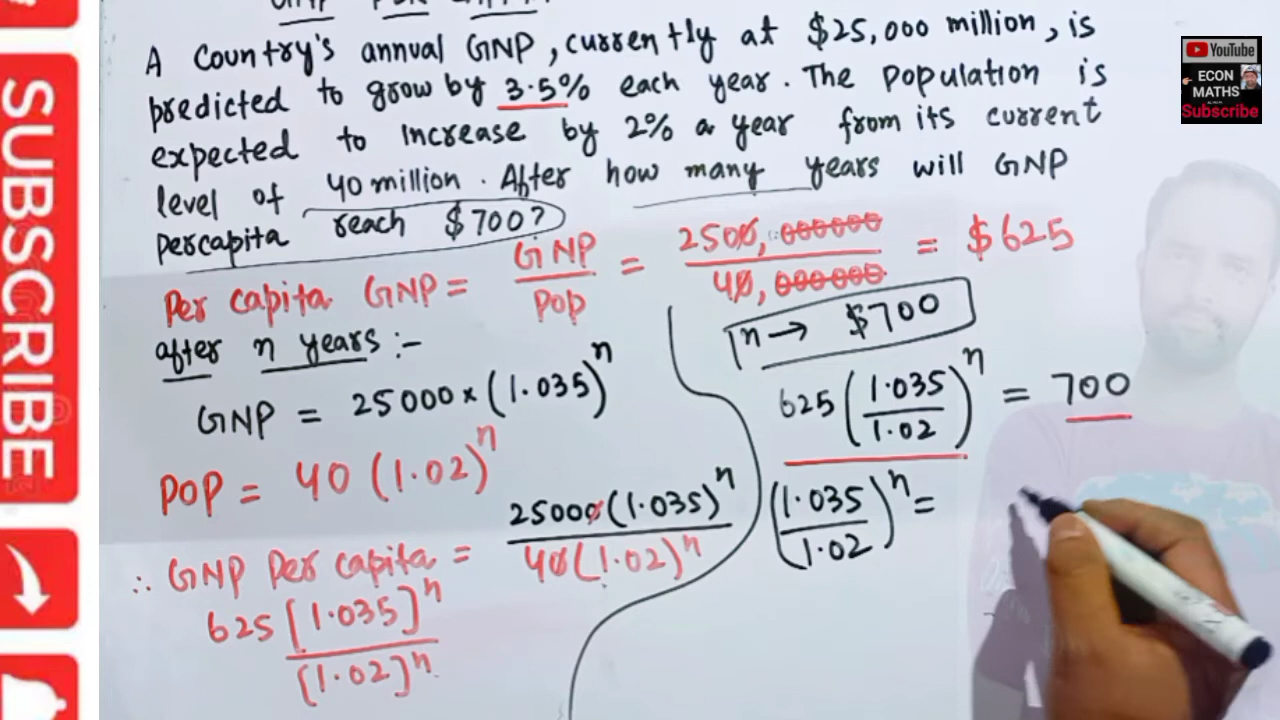 A Country's annual GNP, currently at $25,000 million, is
predicted to grow by 3.5% each year. The population is
expected to increase by 2% a year from its current
level of 40 million. After how many years will GNP
percapita reach $700?
Per capita GNP = GNP / Pop = 2500,000000 / 40,000000 = $625
after n years :-
GNP = 25000 × (1.035)^n
POP = 40 (1.02)^n
∴ GNP Per capita = 25000(1.035)^n / 40(1.02)^n
625 [1.035]^n / [1.02]^n
n → $700
625 (1.035 / 1.02)^n = 700
(1.035 / 1.02)^n =
SUBSCRIBE
YouTube
ECON
MATHS
Subscribe